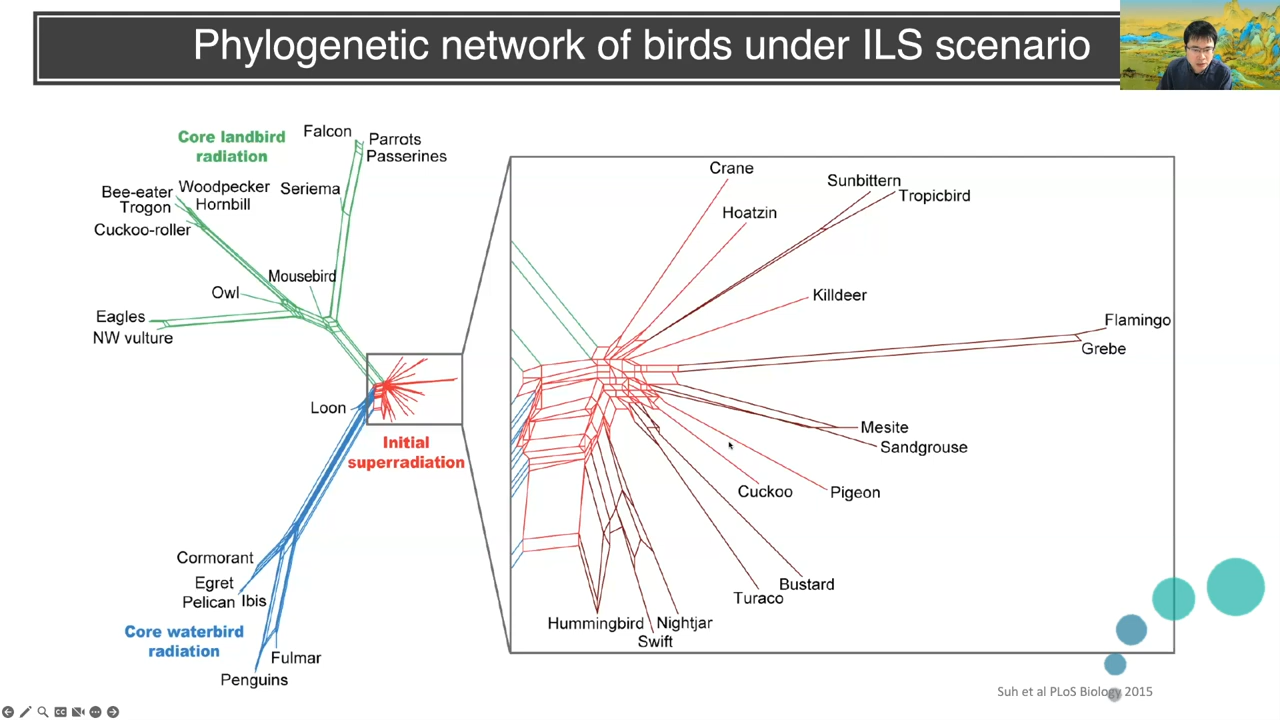 Phylogenetic network of birds under ILS scenario
Core landbird
radiation
Falcon
Parrots
Passerines
Bee-eater
Woodpecker
Seriema
Trogon
Hornbill
Cuckoo-roller
Mousebird
Owl
Eagles
NW vulture
Loon
Initial
superradiation
Cormorant
Egret
Pelican
Ibis
Core waterbird
radiation
Fulmar
Penguins
Crane
Sunbittern
Tropicbird
Hoatzin
Killdeer
Flamingo
Grebe
Mesite
Sandgrouse
Cuckoo
Pigeon
Bustard
Turaco
Hummingbird
Nightjar
Swift
Suh et al PLoS Biology 2015
CC